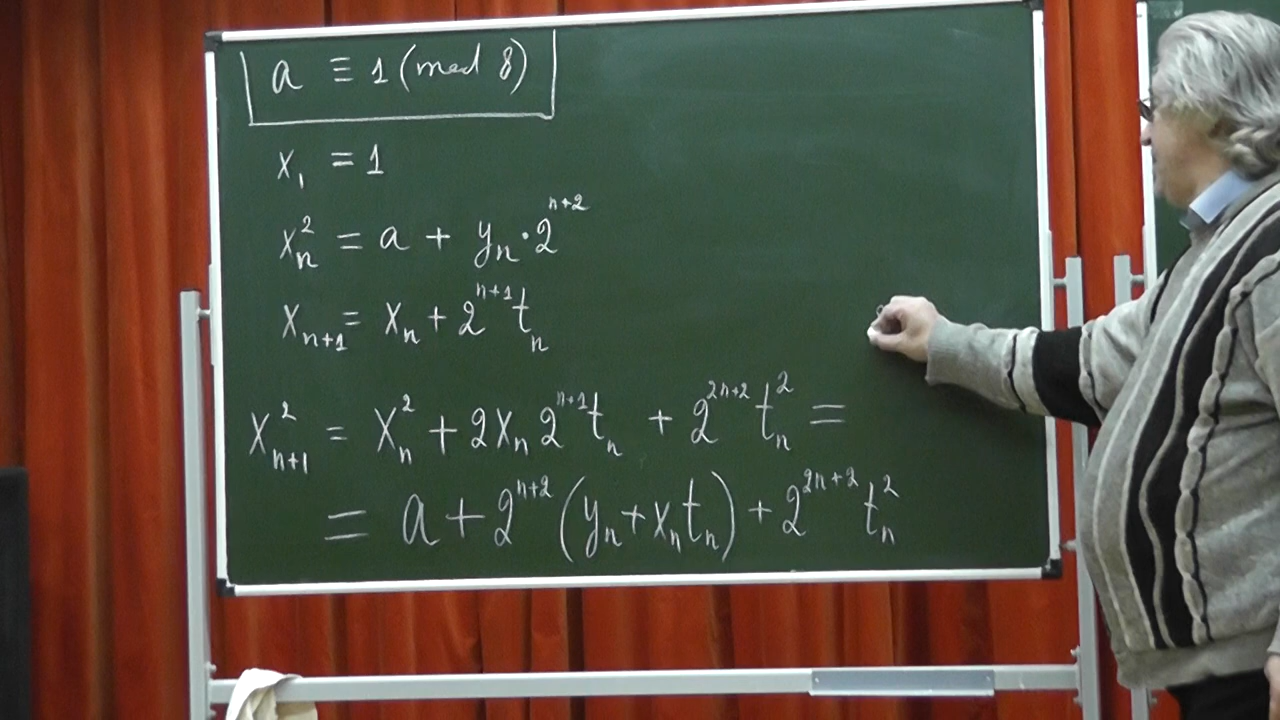 a ≡ 1 (mod 8)
x₁ = 1
xₙ² = a + yₙ · 2ⁿ⁺²
xₙ₊₁ = xₙ + 2ⁿ⁺¹tₙ
xₙ₊₁² = xₙ² + 2xₙ2ⁿ⁺¹tₙ + 2²ⁿ⁺²tₙ² =
= a + 2ⁿ⁺²(yₙ + xₙtₙ) + 2²ⁿ⁺²tₙ²